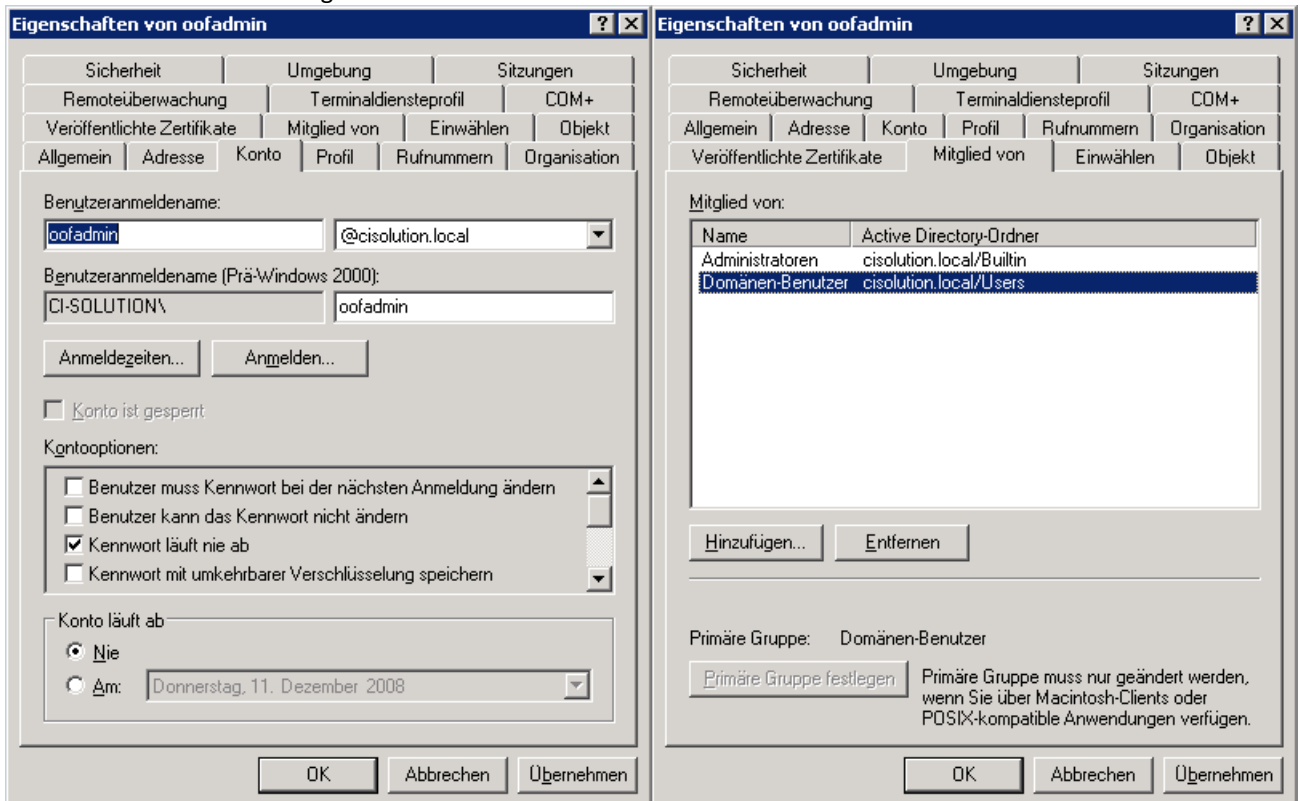 Eigenschaften von oofadmin
Sicherheit Umgebung Sitzungen
Remoteüberwachung Terminaldiensteprofil COM+
Veröffentlichte Zertifikate Mitglied von Einwählen Objekt
Allgemein Adresse Konto Profil Rufnummern Organisation
Benutzeranmeldename:
oofadmin @cisolution.local
Benutzeranmeldename (Prä-Windows 2000):
CI-SOLUTION\ oofadmin
Anmeldezeiten... Anmelden...
Konto ist gesperrt
Kontooptionen:
Benutzer muss Kennwort bei der nächsten Anmeldung ändern
Benutzer kann das Kennwort nicht ändern
Kennwort läuft nie ab
Kennwort mit umkehrbarer Verschlüsselung speichern
Konto läuft ab
Nie
Am: Donnerstag, 11. Dezember 2008
OK Abbrechen Übernehmen
Eigenschaften von oofadmin
Sicherheit Umgebung Sitzungen
Remoteüberwachung Terminaldiensteprofil COM+
Allgemein Adresse Konto Profil Rufnummern Organisation
Veröffentlichte Zertifikate Mitglied von Einwählen Objekt
Mitglied von:
Name Active Directory-Ordner
Administratoren cisolution.local/Builtin
Domänen-Benutzer cisolution.local/Users
Hinzufügen... Entfernen
Primäre Gruppe: Domänen-Benutzer
Primäre Gruppe festlegen
Primäre Gruppe muss nur geändert werden,
wenn Sie über Macintosh-Clients oder
POSIX-kompatible Anwendungen verfügen.
OK Abbrechen Übernehmen